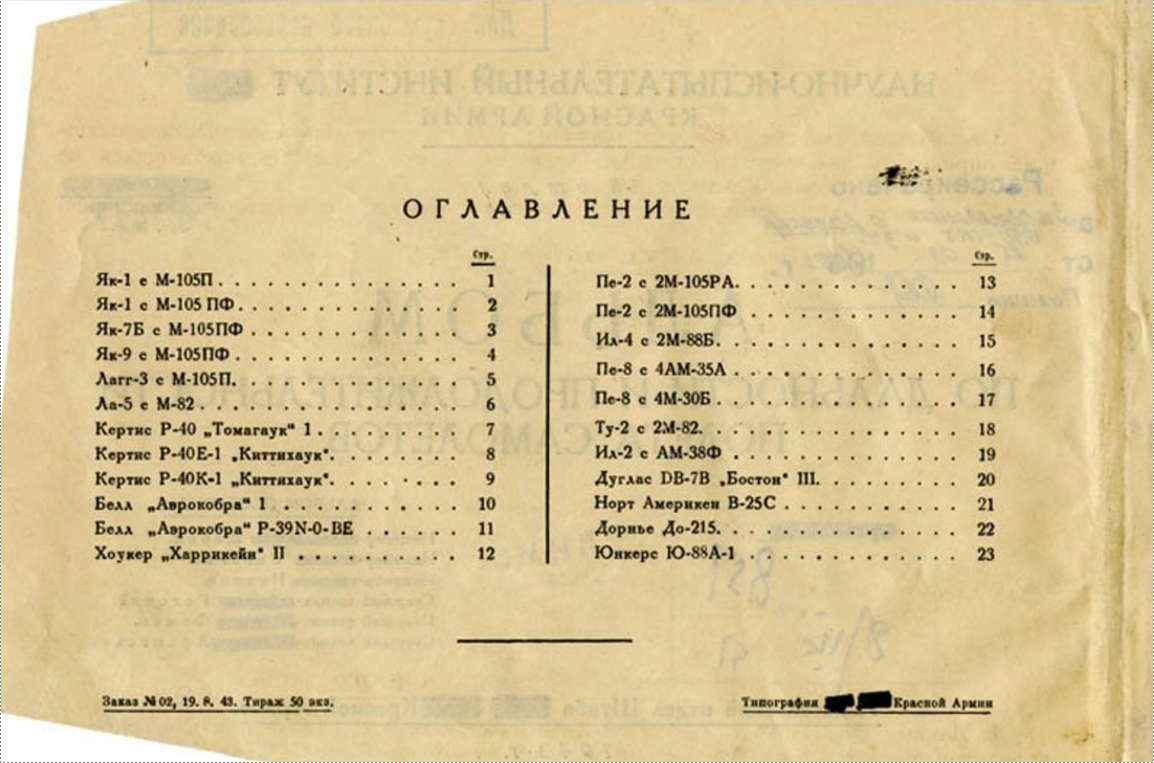 ОГЛАВЛЕНИЕ
Стр.
Як-1 с М-105П . . . . . . . . . . . . . . . 1
Як-1 с М-105 ПФ. . . . . . . . . . . . . . 2
Як-7Б с М-105ПФ . . . . . . . . . . . . . 3
Як-9 с М-105ПФ . . . . . . . . . . . . . . 4
Лагг-3 с М-105П. . . . . . . . . . . . . . 5
Ла-5 с М-82 . . . . . . . . . . . . . . . . 6
Кертис Р-40 „Томагаук“ 1 . . . . . . . . . 7
Кертис Р-40Е-1 „Киттихаук“. . . . . . . . 8
Кертис Р-40К-1 „Киттихаук“. . . . . . . . 9
Белл „Аврокобра“ 1 . . . . . . . . . . . . 10
Белл „Аврокобра“ P-39N-0-BE . . . . . . 11
Хоукер „Харрикейн“ II . . . . . . . . . . 12
Стр.
Пе-2 с 2М-105РА. . . . . . . . . . . . . . 13
Пе-2 с 2М-105ПФ . . . . . . . . . . . . . 14
Ил-4 с 2М-88Б. . . . . . . . . . . . . . . 15
Пе-8 с 4АМ-35А . . . . . . . . . . . . . . 16
Пе-8 с 4М-30Б . . . . . . . . . . . . . . . 17
Ту-2 с 2М-82. . . . . . . . . . . . . . . . 18
Ил-2 с АМ-38Ф . . . . . . . . . . . . . . 19
Дуглас DB-7B „Бостон“ III. . . . . . . . . 20
Норт Америкен B-25C . . . . . . . . . . . 21
Дорнье До-215. . . . . . . . . . . . . . . 22
Юнкерс Ю-88А-1 . . . . . . . . . . . . . 23
Заказ № 02, 19. 8. 43. Тираж 50 экз.
Типография Красной Армии